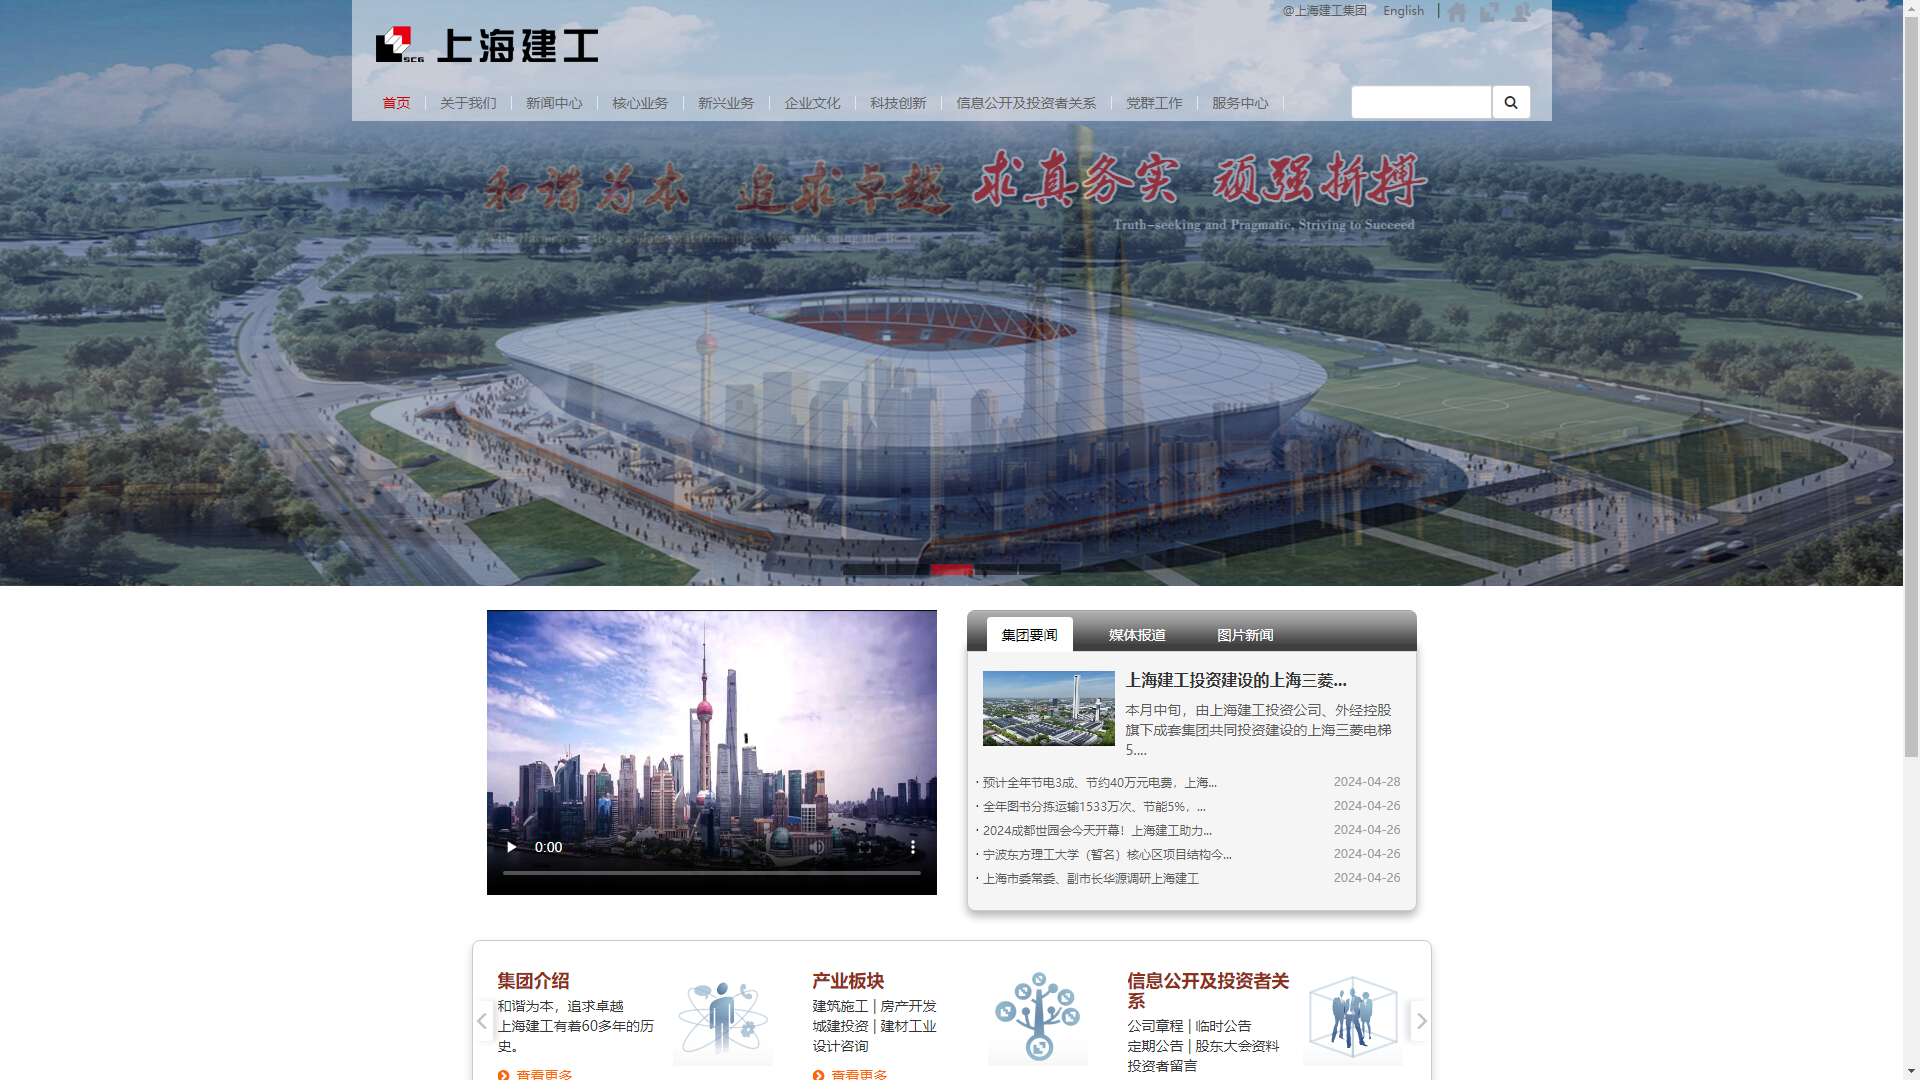 @上海建工集团 English
SCG 上海建工
首页 关于我们 新闻中心 核心业务 新兴业务 企业文化 科技创新 信息公开及投资者关系 党群工作 服务中心
和谐为本 追求卓越 求真务实 顽强拼搏
Truth-seeking and Pragmatic, Striving to Succeed
0:00
集团要闻 媒体报道 图片新闻
上海建工投资建设的上海三菱...
本月中旬，由上海建工投资公司、外经控股
旗下成套集团共同投资建设的上海三菱电梯
5....
· 预计全年节电3成、节约40万元电费，上海... 2024-04-28
· 全年图书分拣运输1533万次、节能5%，... 2024-04-26
· 2024成都世园会今天开幕！上海建工助力... 2024-04-26
· 宁波东方理工大学（暂名）核心区项目结构今... 2024-04-26
· 上海市委常委、副市长华源调研上海建工 2024-04-26
集团介绍
和谐为本，追求卓越
上海建工有着60多年的历
史。
查看更多
产业板块
建筑施工 | 房产开发
城建投资 | 建材工业
设计咨询
查看更多
信息公开及投资者关
系
公司章程 | 临时公告
定期公告 | 股东大会资料
投资者留言